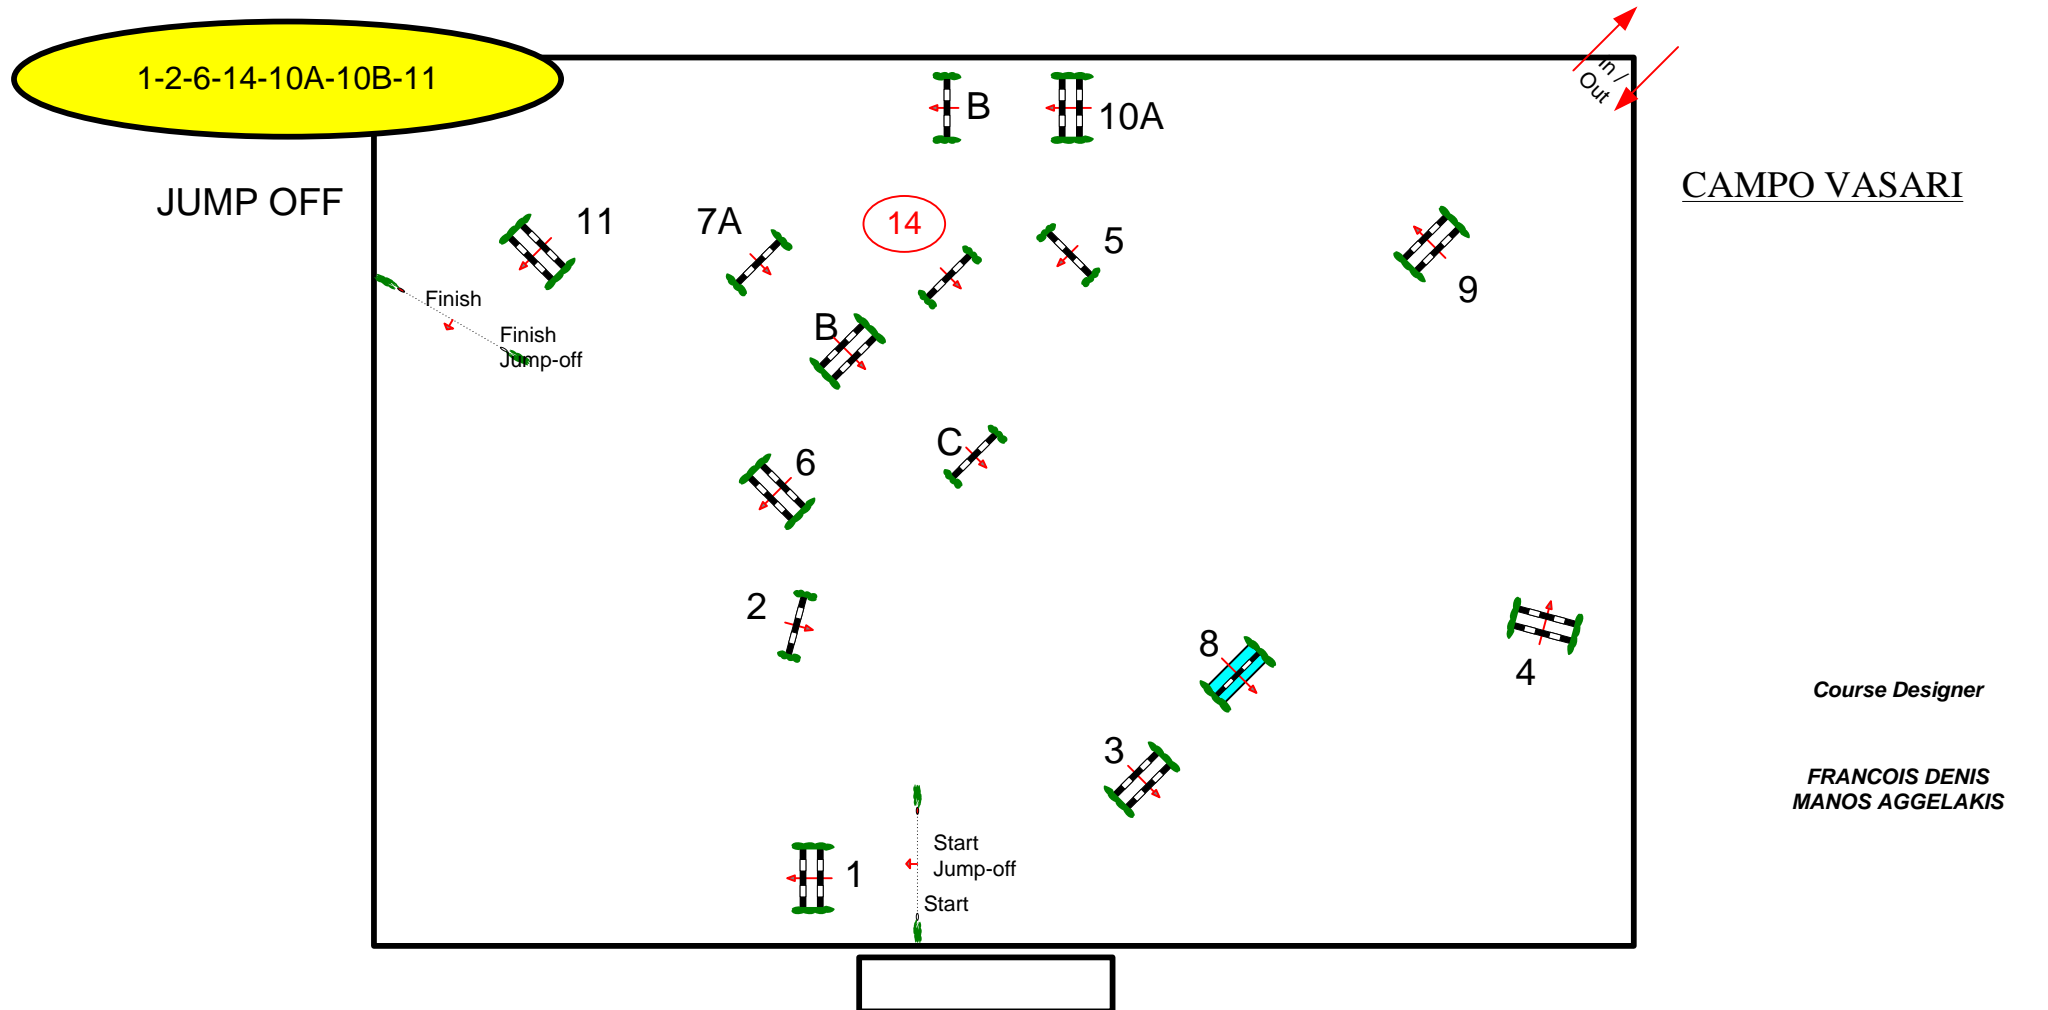 1-2-6-14-10A-10B-11
In /
Out
B
10A
CAMPO VASARI
JUMP OFF
11
7A
14
5
9
Finish
Finish
Jump-off
B
C
6
2
8
4
Course Designer
3
FRANCOIS DENIS
MANOS AGGELAKIS
1
Start
Jump-off
Start